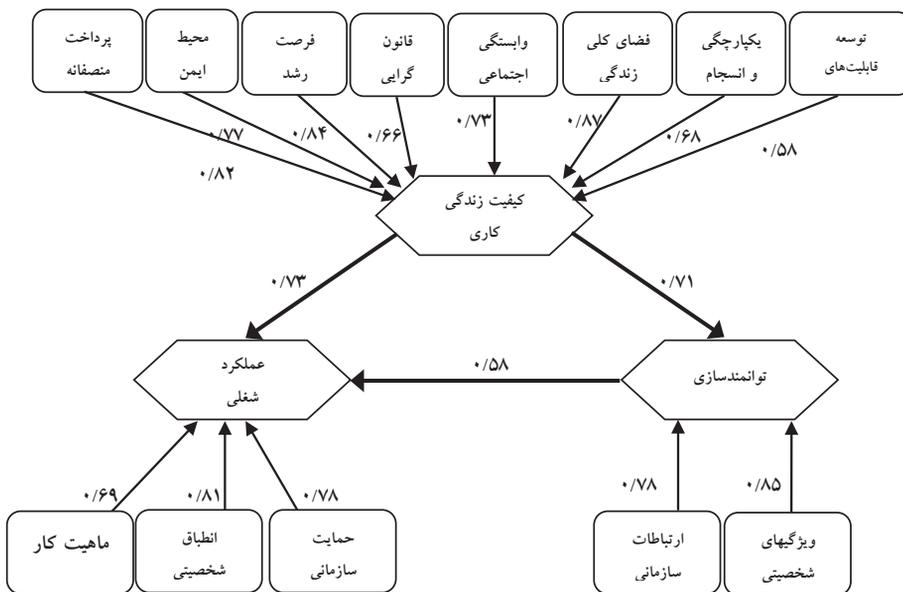 توسعه
قابلیت‌های
یکپارچگی
و انسجام
فضای کلی
زندگی
وابستگی
اجتماعی
قانون
گرایی
فرصت
رشد
محیط
ایمن
پرداخت
منصفانه
۰/۵۸
۰/۶۸
۰/۸۷
۰/۷۳
۰/۶۶
۰/۸۴
۰/۷۷
۰/۸۲
کیفیت زندگی
کاری
۰/۷۱
۰/۷۳
توانمندسازی
۰/۵۸
عملکرد
شغلی
۰/۸۵
۰/۷۸
۰/۷۸
۰/۸۱
۰/۶۹
ویژگیهای
شخصیتی
ارتباطات
سازمانی
حمایت
سازمانی
انطباق
شخصیتی
ماهیت کار